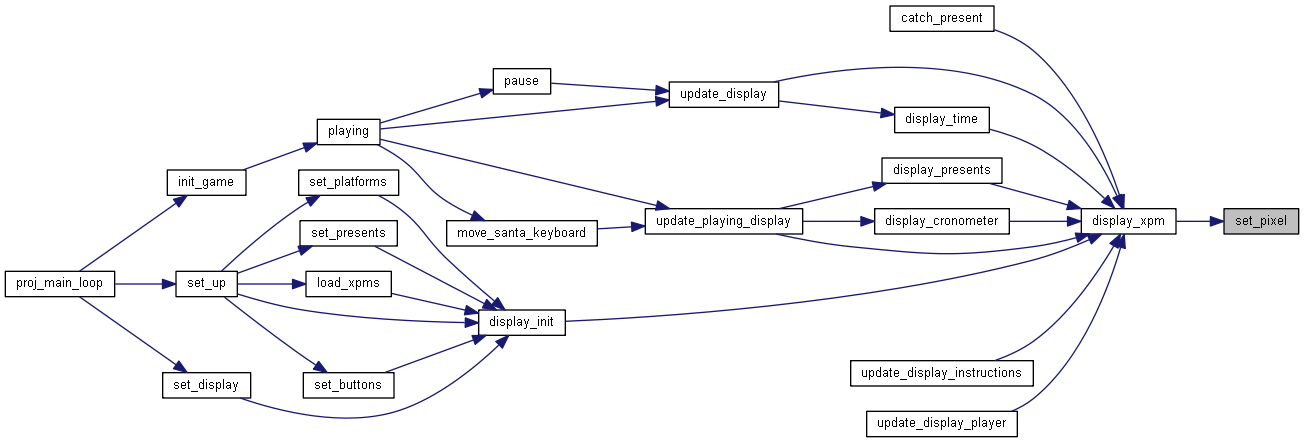 catch_present
pause
update_display
display_time
playing
display_presents
init_game
set_platforms
update_playing_display
display_cronometer
display_xpm
set_pixel
set_presents
move_santa_keyboard
proj_main_loop
set_up
load_xpms
display_init
set_display
set_buttons
update_display_instructions
update_display_player